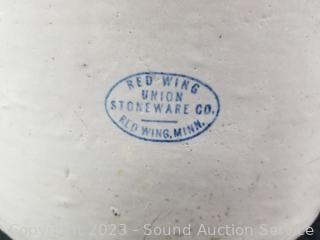 RED WING
UNION
STONEWARE CO.
RED WING, MINN.
Copyright 2023 - Sound Auction Service